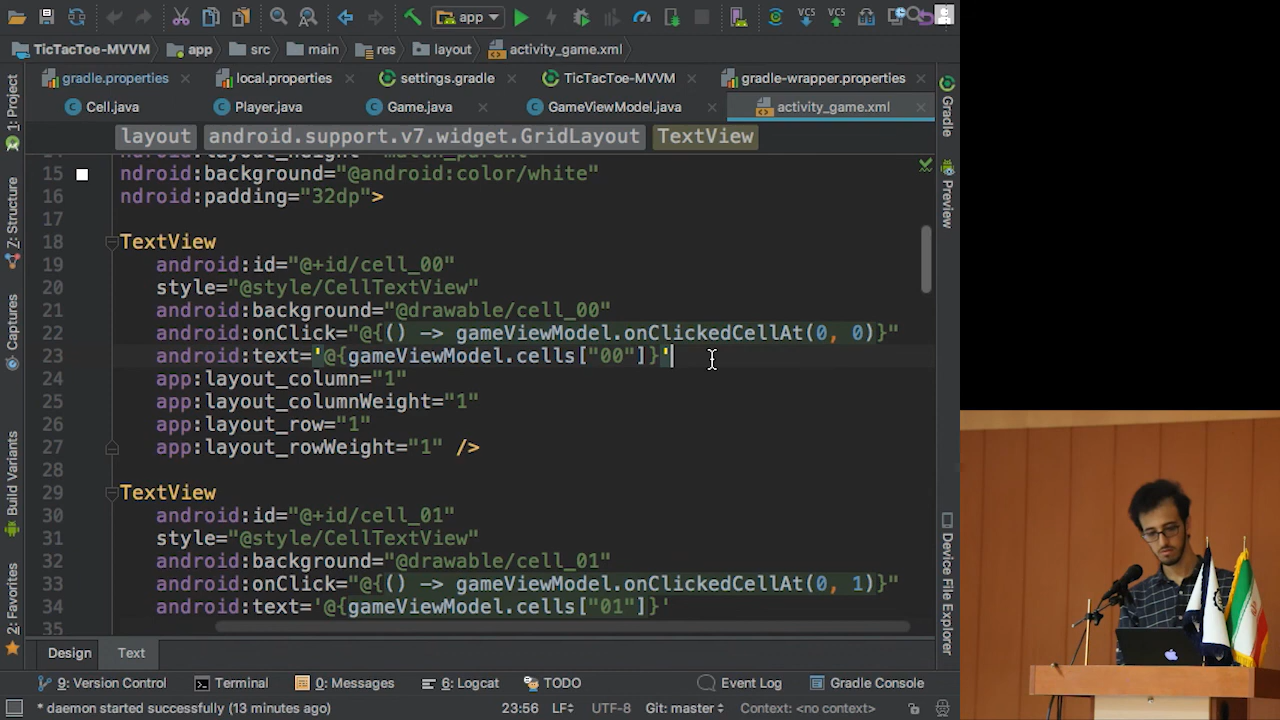 app
VCS
VCS
TicTacToe-MVVM
app
src
main
res
layout
activity_game.xml
gradle.properties
local.properties
settings.gradle
TicTacToe-MVVM
gradle-wrapper.properties
Cell.java
Player.java
Game.java
GameViewModel.java
activity_game.xml
layout
android.support.v7.widget.GridLayout
TextView
15 ndroid:background="@android:color/white"
16 ndroid:padding="32dp">
17
18 TextView
19 android:id="@+id/cell_00"
20 style="@style/CellTextView"
21 android:background="@drawable/cell_00"
22 android:onClick="@{() -> gameViewModel.onClickedCellAt(0, 0)}"
23 android:text='@{gameViewModel.cells["00"]}'
24 app:layout_column="1"
25 app:layout_columnWeight="1"
26 app:layout_row="1"
27 app:layout_rowWeight="1" />
28
29 TextView
30 android:id="@+id/cell_01"
31 style="@style/CellTextView"
32 android:background="@drawable/cell_01"
33 android:onClick="@{() -> gameViewModel.onClickedCellAt(0, 1)}"
34 android:text='@{gameViewModel.cells["01"]}'
35
1: Project
7: Structure
Captures
Build Variants
2: Favorites
Gradle
Preview
Device File Explorer
Design
Text
9: Version Control
Terminal
0: Messages
6: Logcat
TODO
Event Log
Gradle Console
* daemon started successfully (13 minutes ago)
23:56
LF
UTF-8
Git: master
Context: <no context>